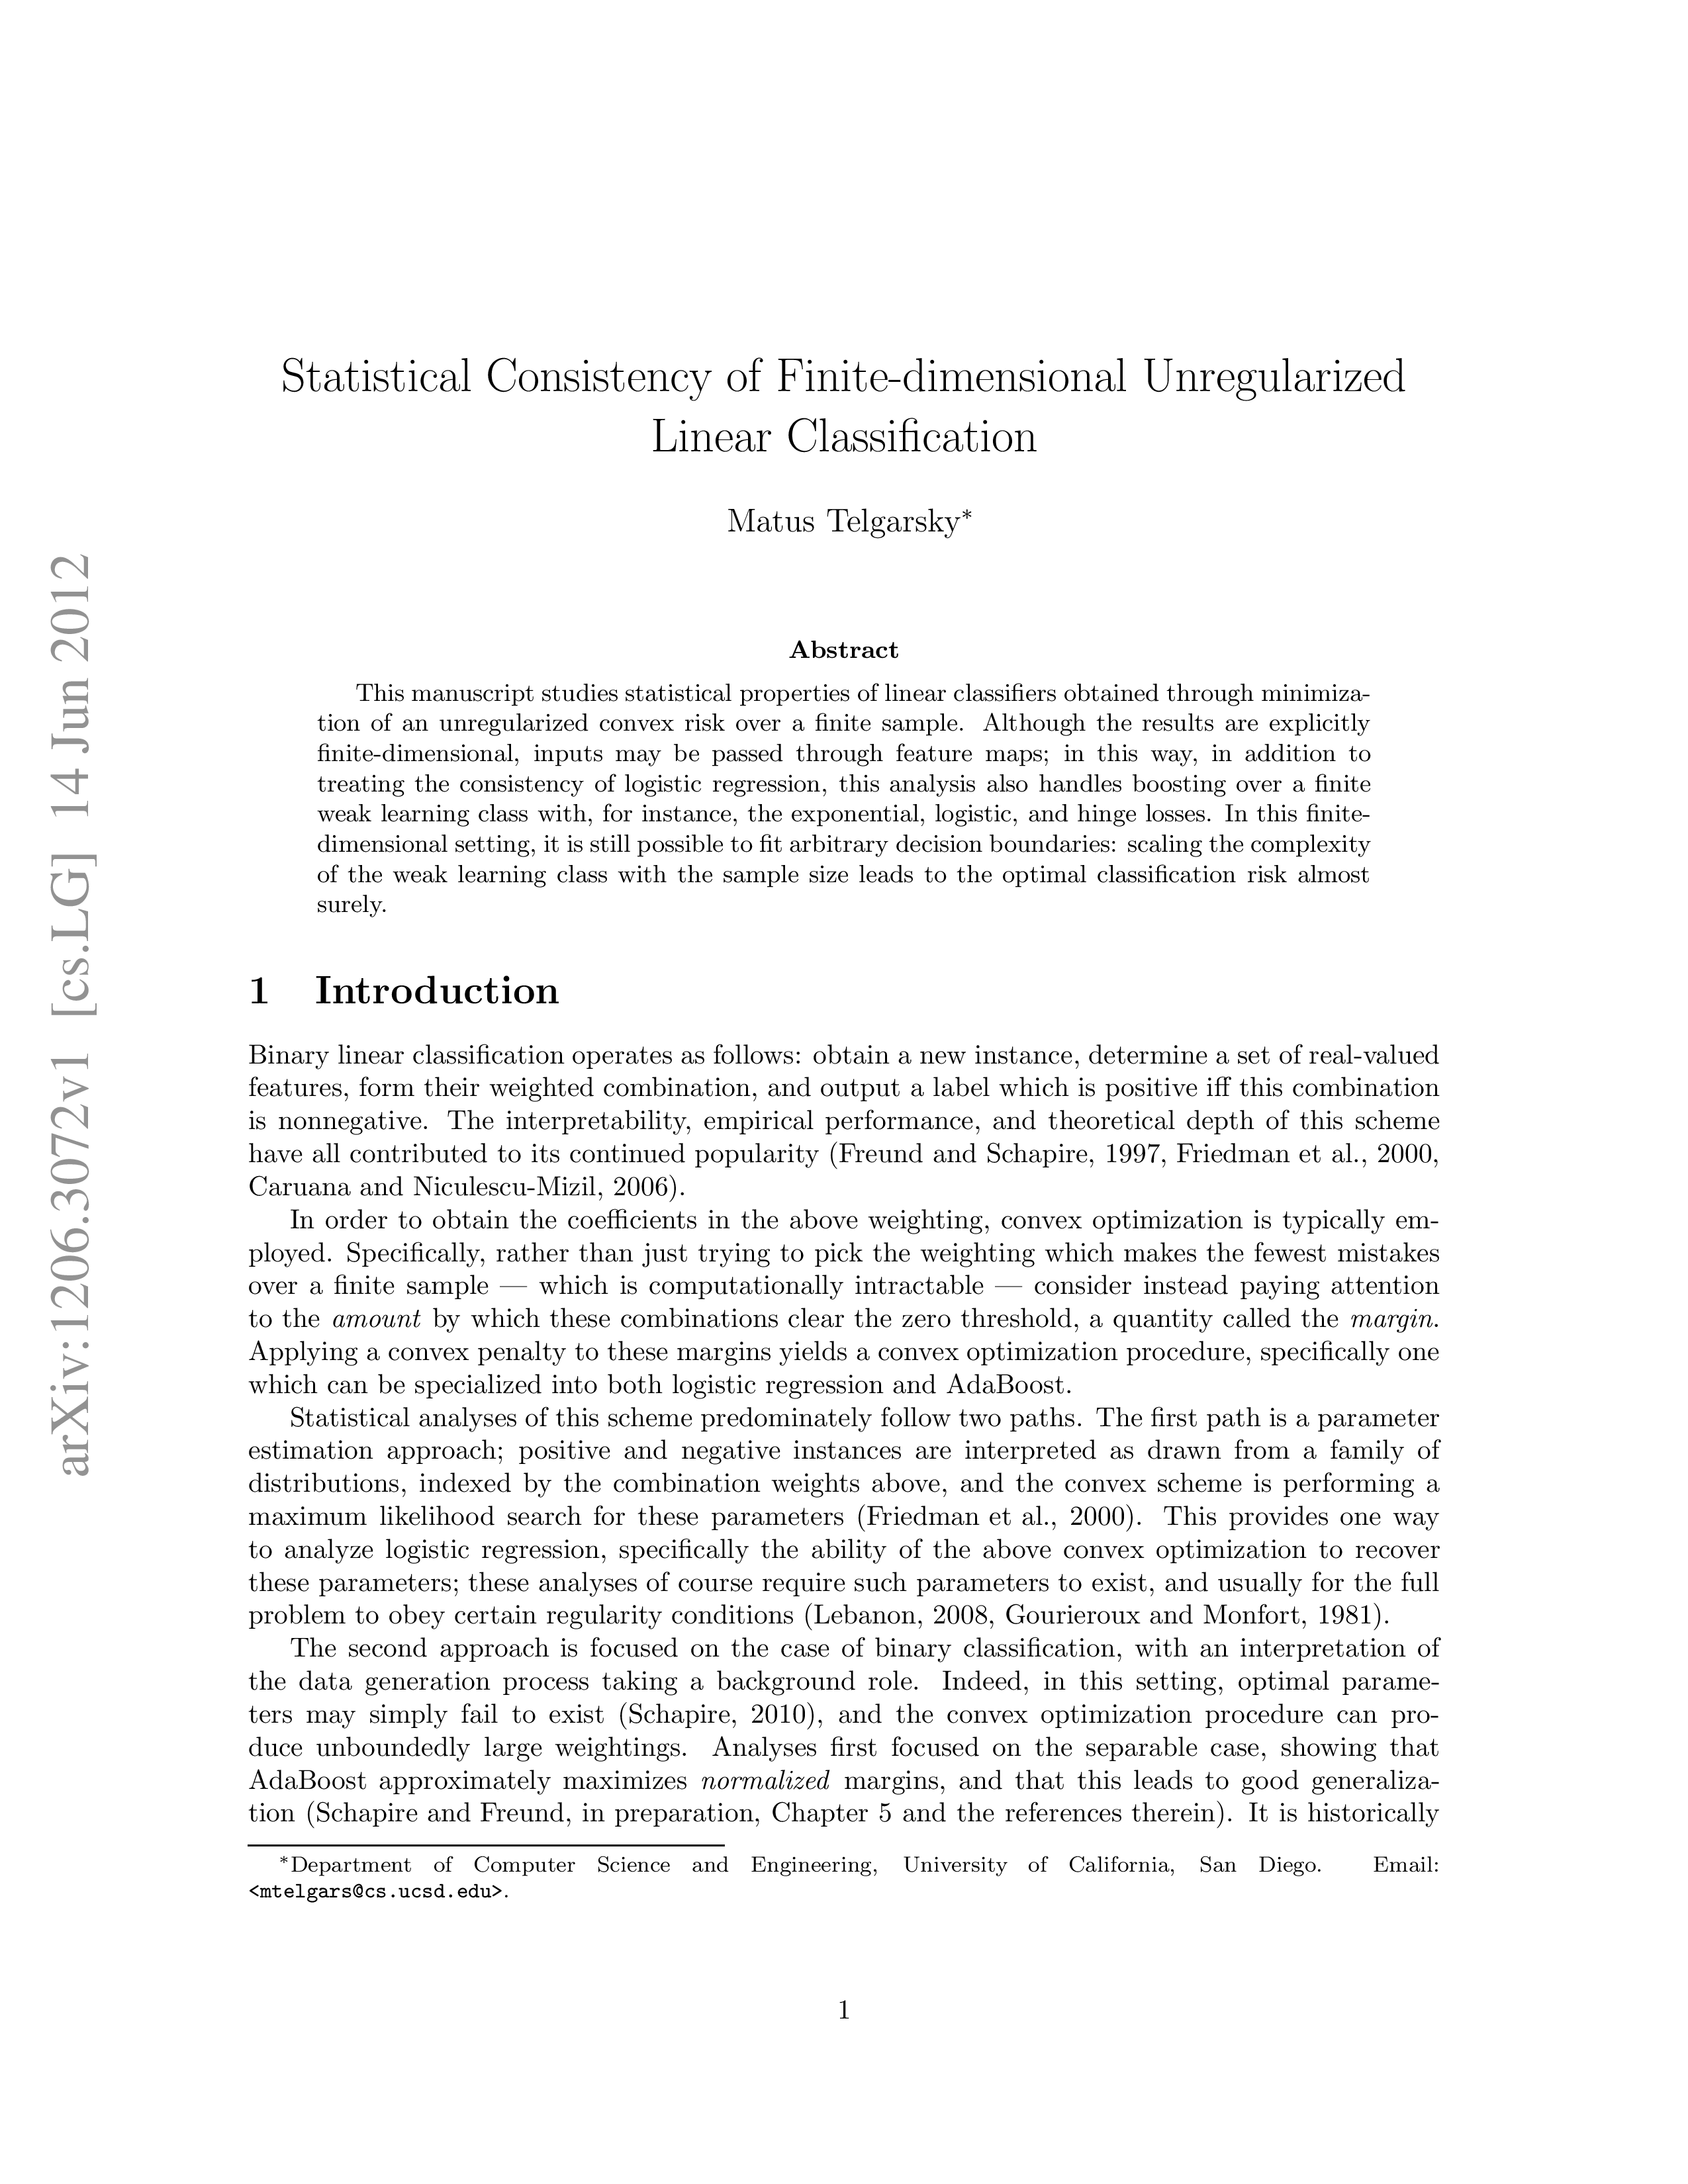 arXiv:1206.3072v1 [cs.LG] 14 Jun 2012
Statistical Consistency of Finite-dimensional Unregularized
Linear Classification
Matus Telgarsky*
Abstract
This manuscript studies statistical properties of linear classifiers obtained through minimiza-
tion of an unregularized convex risk over a finite sample. Although the results are explicitly
finite-dimensional, inputs may be passed through feature maps; in this way, in addition to
treating the consistency of logistic regression, this analysis also handles boosting over a finite
weak learning class with, for instance, the exponential, logistic, and hinge losses. In this finite-
dimensional setting, it is still possible to fit arbitrary decision boundaries: scaling the complexity
of the weak learning class with the sample size leads to the optimal classification risk almost
surely.
1 Introduction
Binary linear classification operates as follows: obtain a new instance, determine a set of real-valued
features, form their weighted combination, and output a label which is positive iff this combination
is nonnegative. The interpretability, empirical performance, and theoretical depth of this scheme
have all contributed to its continued popularity (Freund and Schapire, 1997, Friedman et al., 2000,
Caruana and Niculescu-Mizil, 2006).
In order to obtain the coefficients in the above weighting, convex optimization is typically em-
ployed. Specifically, rather than just trying to pick the weighting which makes the fewest mistakes
over a finite sample — which is computationally intractable — consider instead paying attention
to the amount by which these combinations clear the zero threshold, a quantity called the margin.
Applying a convex penalty to these margins yields a convex optimization procedure, specifically one
which can be specialized into both logistic regression and AdaBoost.
Statistical analyses of this scheme predominately follow two paths. The first path is a parameter
estimation approach; positive and negative instances are interpreted as drawn from a family of
distributions, indexed by the combination weights above, and the convex scheme is performing a
maximum likelihood search for these parameters (Friedman et al., 2000). This provides one way
to analyze logistic regression, specifically the ability of the above convex optimization to recover
these parameters; these analyses of course require such parameters to exist, and usually for the full
problem to obey certain regularity conditions (Lebanon, 2008, Gourieroux and Monfort, 1981).
The second approach is focused on the case of binary classification, with an interpretation of
the data generation process taking a background role. Indeed, in this setting, optimal parame-
ters may simply fail to exist (Schapire, 2010), and the convex optimization procedure can pro-
duce unboundedly large weightings. Analyses first focused on the separable case, showing that
AdaBoost approximately maximizes normalized margins, and that this leads to good generaliza-
tion (Schapire and Freund, in preparation, Chapter 5 and the references therein). It is historically
*Department of Computer Science and Engineering, University of California, San Diego. Email:
<mtelgars@cs.ucsd.edu>.
1